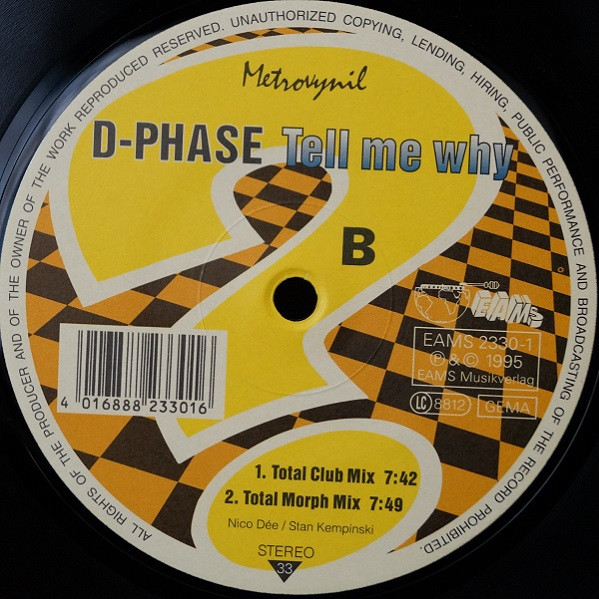 ALL RIGHTS OF THE PRODUCER AND OF THE OWNER OF THE WORK REPRODUCED RESERVED. UNAUTHORIZED COPYING, LENDING, HIRING, PUBLIC PERFORMANCE AND BROADCASTING OF THE RECORD PROHIBITED.
Metrovynil
D-PHASE Tell me why
B
EAMS
EAMS 2330-1
℗ & © 1995
EAMS Musikverlag
LC 8812 GEMA
4 016888 233016
1. Total Club Mix 7:42
2. Total Morph Mix 7:49
Nico Dée / Stan Kempinski
STEREO
33